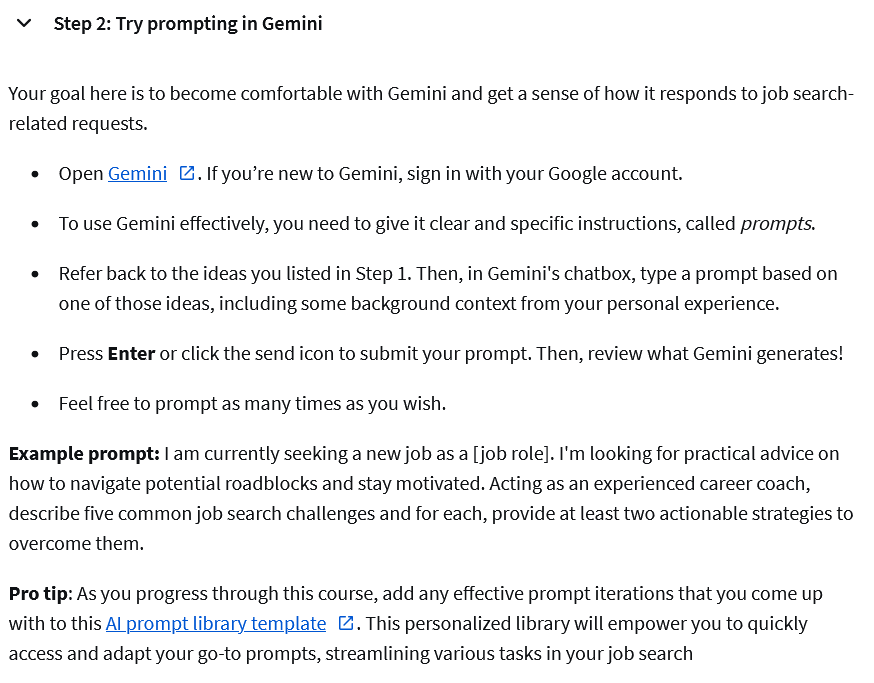 Step 2: Try prompting in Gemini
Your goal here is to become comfortable with Gemini and get a sense of how it responds to job search-
related requests.
• Open Gemini . If you’re new to Gemini, sign in with your Google account.
• To use Gemini effectively, you need to give it clear and specific instructions, called prompts.
• Refer back to the ideas you listed in Step 1. Then, in Gemini's chatbox, type a prompt based on
one of those ideas, including some background context from your personal experience.
• Press Enter or click the send icon to submit your prompt. Then, review what Gemini generates!
• Feel free to prompt as many times as you wish.
Example prompt: I am currently seeking a new job as a [job role]. I'm looking for practical advice on
how to navigate potential roadblocks and stay motivated. Acting as an experienced career coach,
describe five common job search challenges and for each, provide at least two actionable strategies to
overcome them.
Pro tip: As you progress through this course, add any effective prompt iterations that you come up
with to this AI prompt library template . This personalized library will empower you to quickly
access and adapt your go-to prompts, streamlining various tasks in your job search